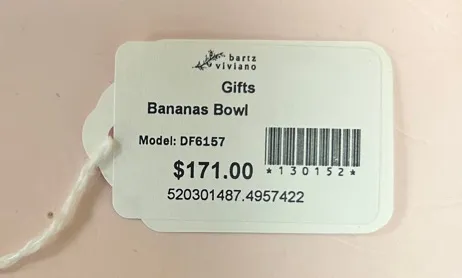 bartz
viviano
Gifts
Bananas Bowl
Model: DF6157
$171.00
*130152*
520301487.4957422